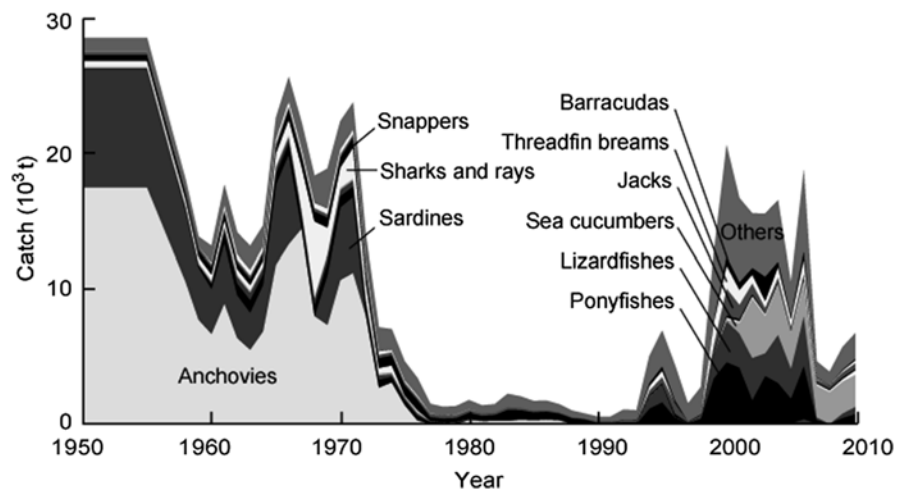 30
20
10
0
Catch (10³ t)
1950
1960
1970
1980
1990
2000
2010
Year
Anchovies
Snappers
Sharks and rays
Sardines
Barracudas
Threadfin breams
Jacks
Sea cucumbers
Lizardfishes
Ponyfishes
Others